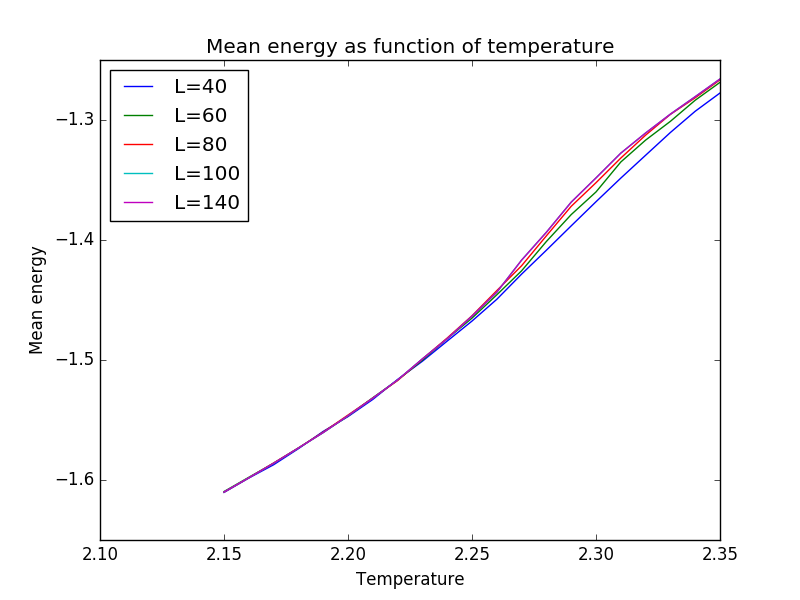 Mean energy as function of temperature
L=40
L=60
L=80
L=100
L=140
−1.3
−1.4
−1.5
−1.6
Mean energy
2.10 2.15 2.20 2.25 2.30 2.35
Temperature